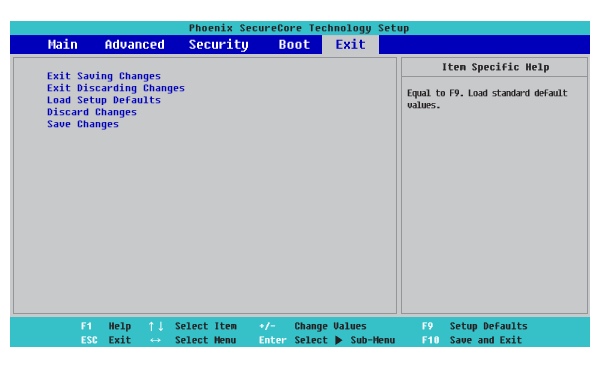 Phoenix SecureCore Technology Setup
Main Advanced Security Boot Exit
Exit Saving Changes
Exit Discarding Changes
Load Setup Defaults
Discard Changes
Save Changes
Item Specific Help
Equal to F9. Load standard default
values.
F1 Help ↑↓ Select Item +/- Change Values F9 Setup Defaults
ESC Exit ↔ Select Menu Enter Select ▶ Sub-Menu F10 Save and Exit